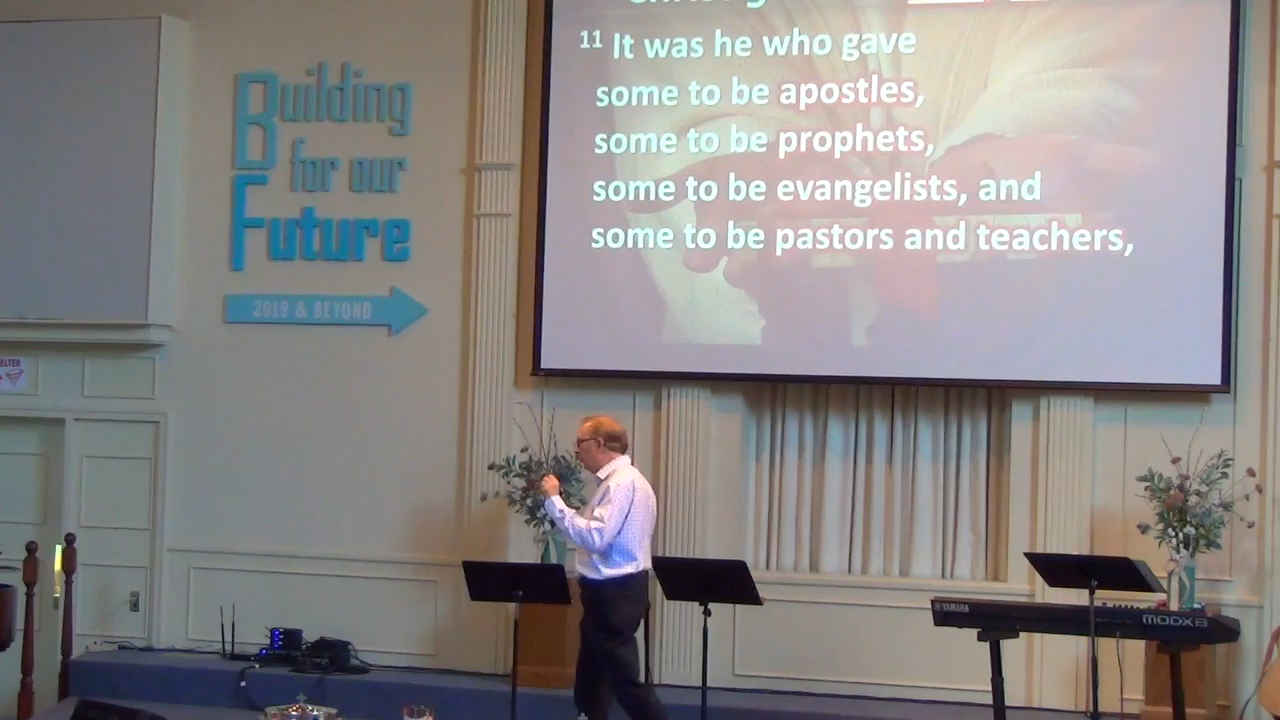 Building
for our
Future
2019 & BEYOND
11 It was he who gave
some to be apostles,
some to be prophets,
some to be evangelists, and
some to be pastors and teachers,
YAMAHA
MODX8